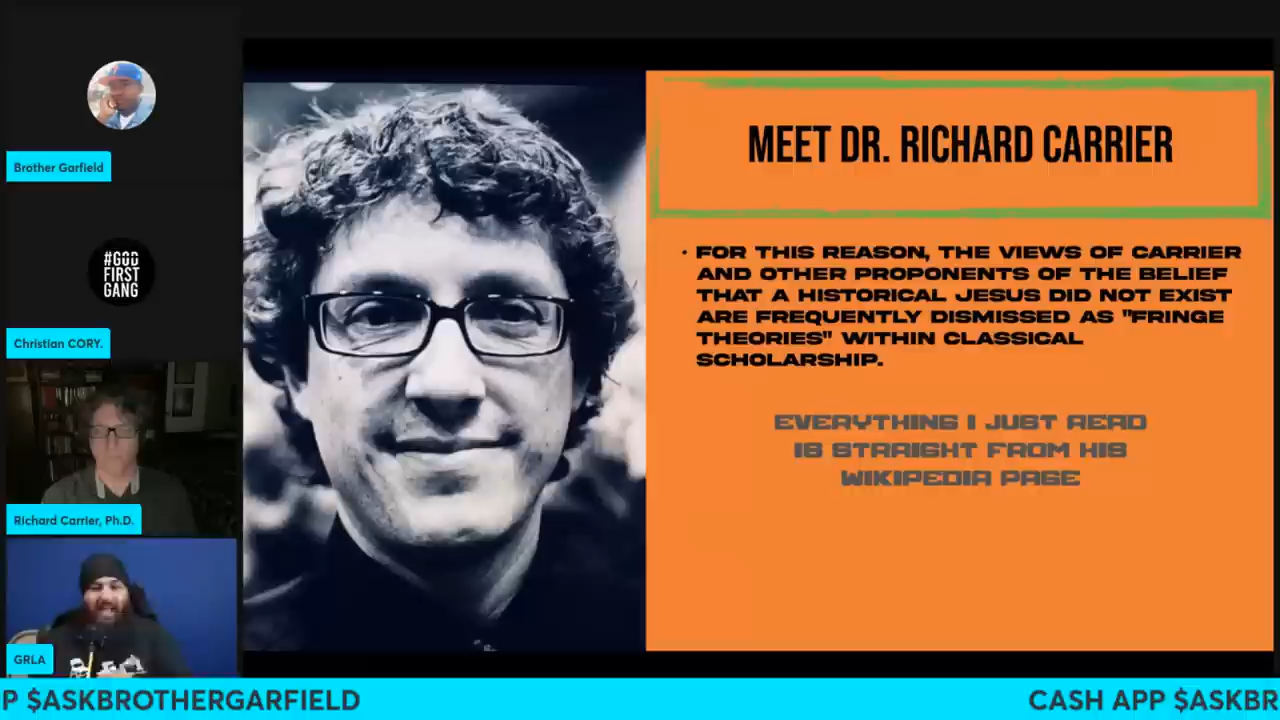 Brother Garfield
#GOD
FIRST
GANG
Christian CORY.
Richard Carrier, Ph.D.
GRLA
MEET DR. RICHARD CARRIER
• FOR THIS REASON, THE VIEWS OF CARRIER
AND OTHER PROPONENTS OF THE BELIEF
THAT A HISTORICAL JESUS DID NOT EXIST
ARE FREQUENTLY DISMISSED AS "FRINGE
THEORIES" WITHIN CLASSICAL
SCHOLARSHIP.
EVERYTHING I JUST READ
IS STRAIGHT FROM HIS
WIKIPEDIA PAGE
P $ASKBROTHERGARFIELD
CASH APP $ASKBR